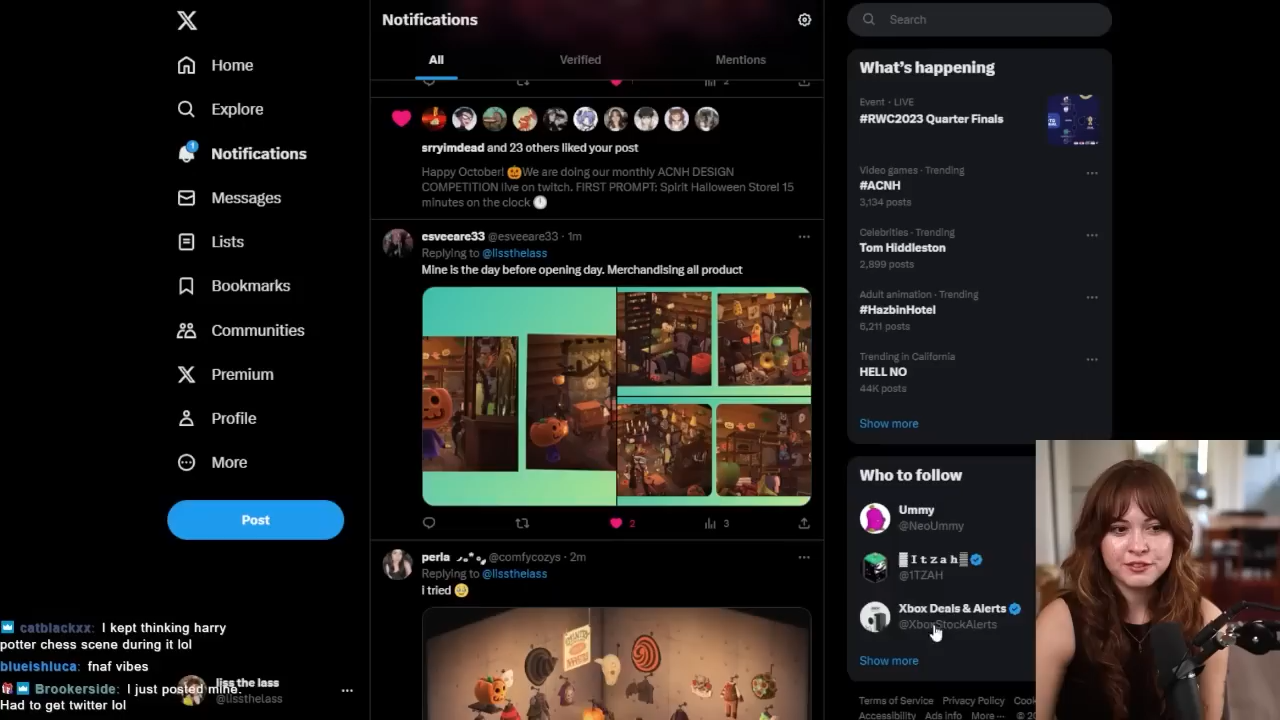 Home
Explore
1
Notifications
Messages
Lists
Bookmarks
Communities
Premium
Profile
More
Post
liss the lass
@lissthelass
catblackxx: I kept thinking harry
potter chess scene during it lol
blueishluca: fnaf vibes
Brookerside: I just posted mine.
Had to get twitter lol
Notifications
All
Verified
Mentions
srryimdead and 23 others liked your post
Happy October! 🎃We are doing our monthly ACNH DESIGN
COMPETITION live on twitch. FIRST PROMPT: Spirit Halloween Store! 15
minutes on the clock 🕛
esveeare33 @esveeare33 · 1m
Replying to @lissthelass
Mine is the day before opening day. Merchandising all product
2
3
perla @comfycozys · 2m
Replying to @lissthelass
i tried 🥹
Search
What's happening
Event · LIVE
#RWC2023 Quarter Finals
Video games · Trending
#ACNH
3,134 posts
Celebrities · Trending
Tom Hiddleston
2,899 posts
Adult animation · Trending
#HazbinHotel
6,211 posts
Trending in California
HELL NO
44K posts
Show more
Who to follow
Ummy
@NeoUmmy
Itzah
@1TZAH
Xbox Deals & Alerts
@XboxStockAlerts
Show more
Terms of Service Privacy Policy
Accessibility Ads info More ···